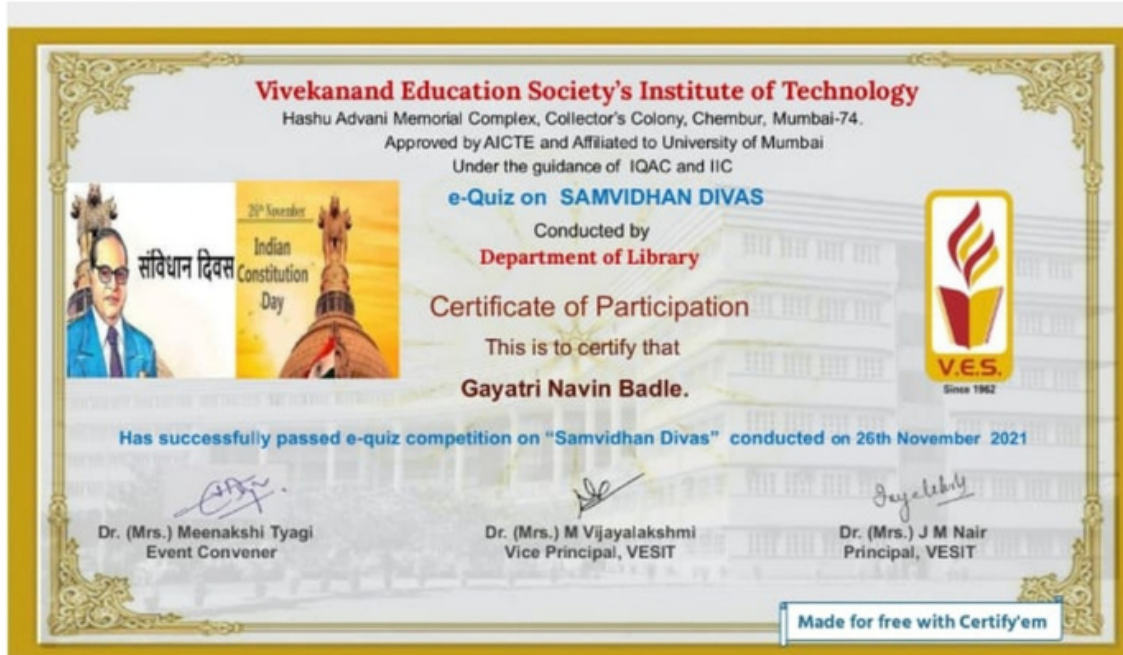 Vivekanand Education Society's Institute of Technology
Hashu Advani Memorial Complex, Collector's Colony, Chembur, Mumbai-74.
Approved by AICTE and Affiliated to University of Mumbai
Under the guidance of IQAC and IIC
e-Quiz on SAMVIDHAN DIVAS
Conducted by
Department of Library
संविधान दिवस
26th November
Indian
Constitution
Day
Certificate of Participation
This is to certify that
Gayatri Navin Badle.
V.E.S.
Since 1962
Has successfully passed e-quiz competition on "Samvidhan Divas" conducted on 26th November 2021
Dr. (Mrs.) Meenakshi Tyagi
Event Convener
Dr. (Mrs.) M Vijayalakshmi
Vice Principal, VESIT
Dr. (Mrs.) J M Nair
Principal, VESIT
Made for free with Certify'em